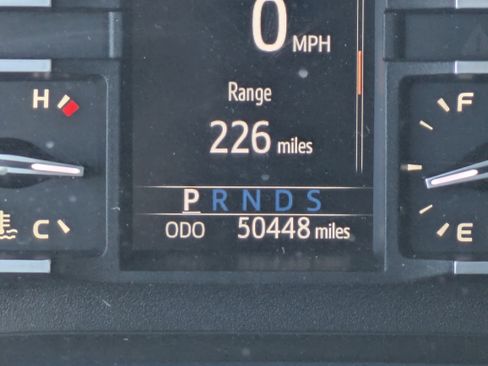 0 MPH
Range
H
F
226 miles
P R N D S
C
ODO 50448 miles
E